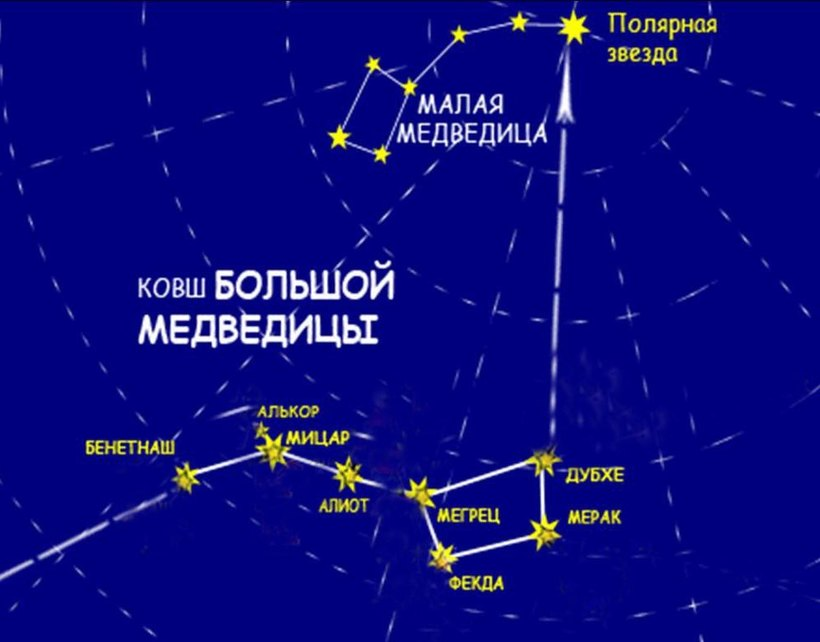 Полярная
звезда
МАЛАЯ
МЕДВЕДИЦА
КОВШ БОЛЬШОЙ
МЕДВЕДИЦЫ
АЛЬКОР
МИЦАР
БЕНЕТНАШ
АЛИОТ
МЕГРЕЦ
ДУБХЕ
МЕРАК
ФЕКДА